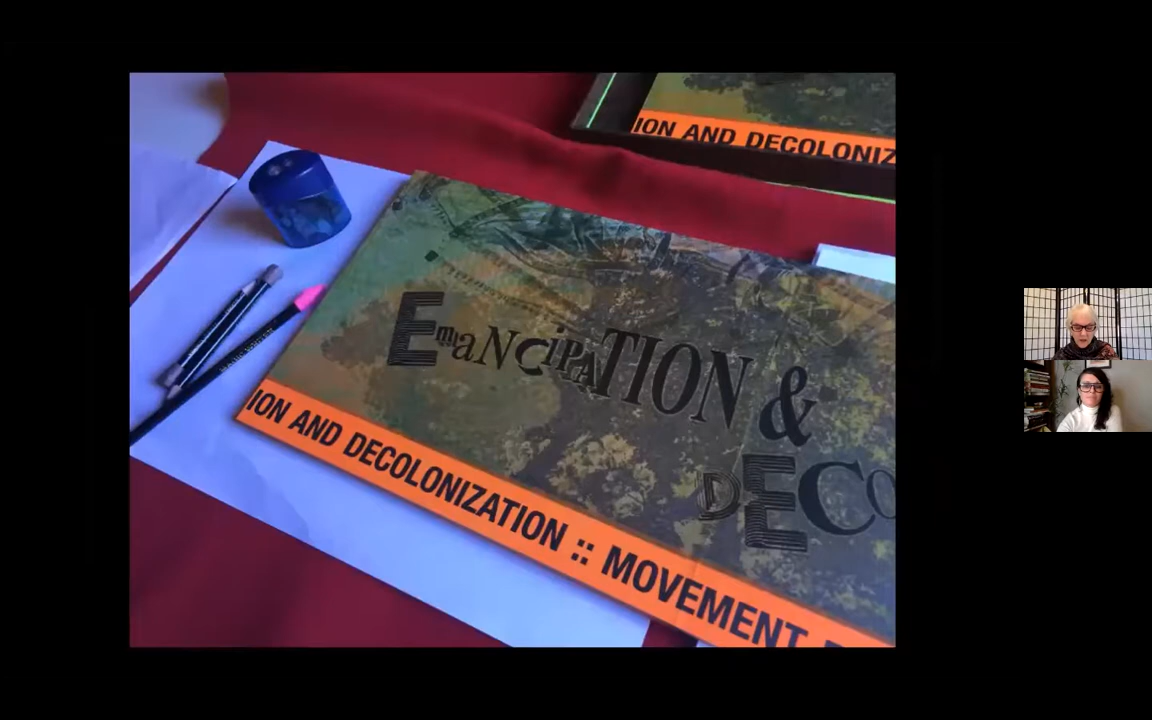 ION AND DECOLONIZ
EmaNcipATION &
DECO
ION AND DECOLONIZATION :: MOVEMENT